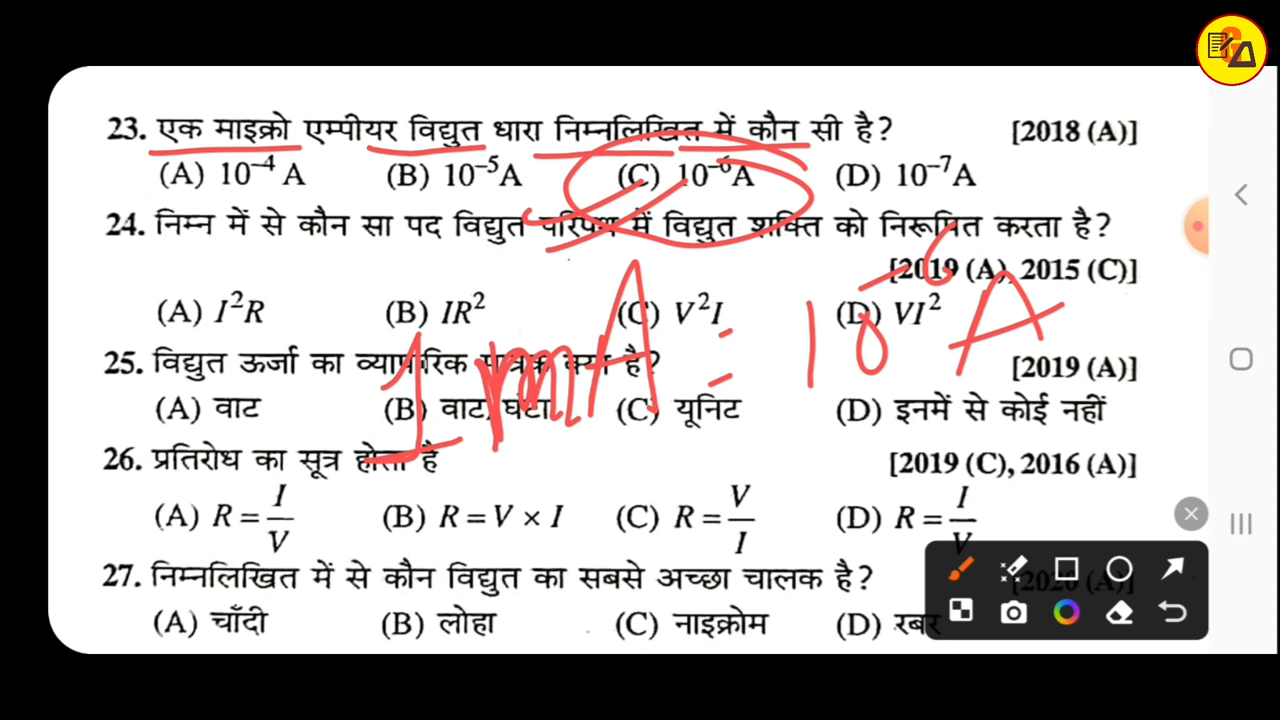 23. एक माइक्रो एम्पीयर विद्युत धारा निम्नलिखित में कौन सी है? [2018 (A)]
(A) 10⁻⁴ A (B) 10⁻⁵A (C) 10⁻⁶A (D) 10⁻⁷A
24. निम्न में से कौन सा पद विद्युत परिपथ में विद्युत शक्ति को निरूपित करता है?
[2019 (A), 2015 (C)]
(A) I²R (B) IR² (C) V²I (D) VI²
1 mA = 10⁻⁶ A
25. विद्युत ऊर्जा का व्यापारिक मात्रक क्या है? [2019 (A)]
(A) वाट (B) वाट घंटा (C) यूनिट (D) इनमें से कोई नहीं
26. प्रतिरोध का सूत्र होता है [2019 (C), 2016 (A)]
(A) R = I/V (B) R = V × I (C) R = V/I (D) R = I/V
27. निम्नलिखित में से कौन विद्युत का सबसे अच्छा चालक है? [2020 (A)]
(A) चाँदी (B) लोहा (C) नाइक्रोम (D) रबर